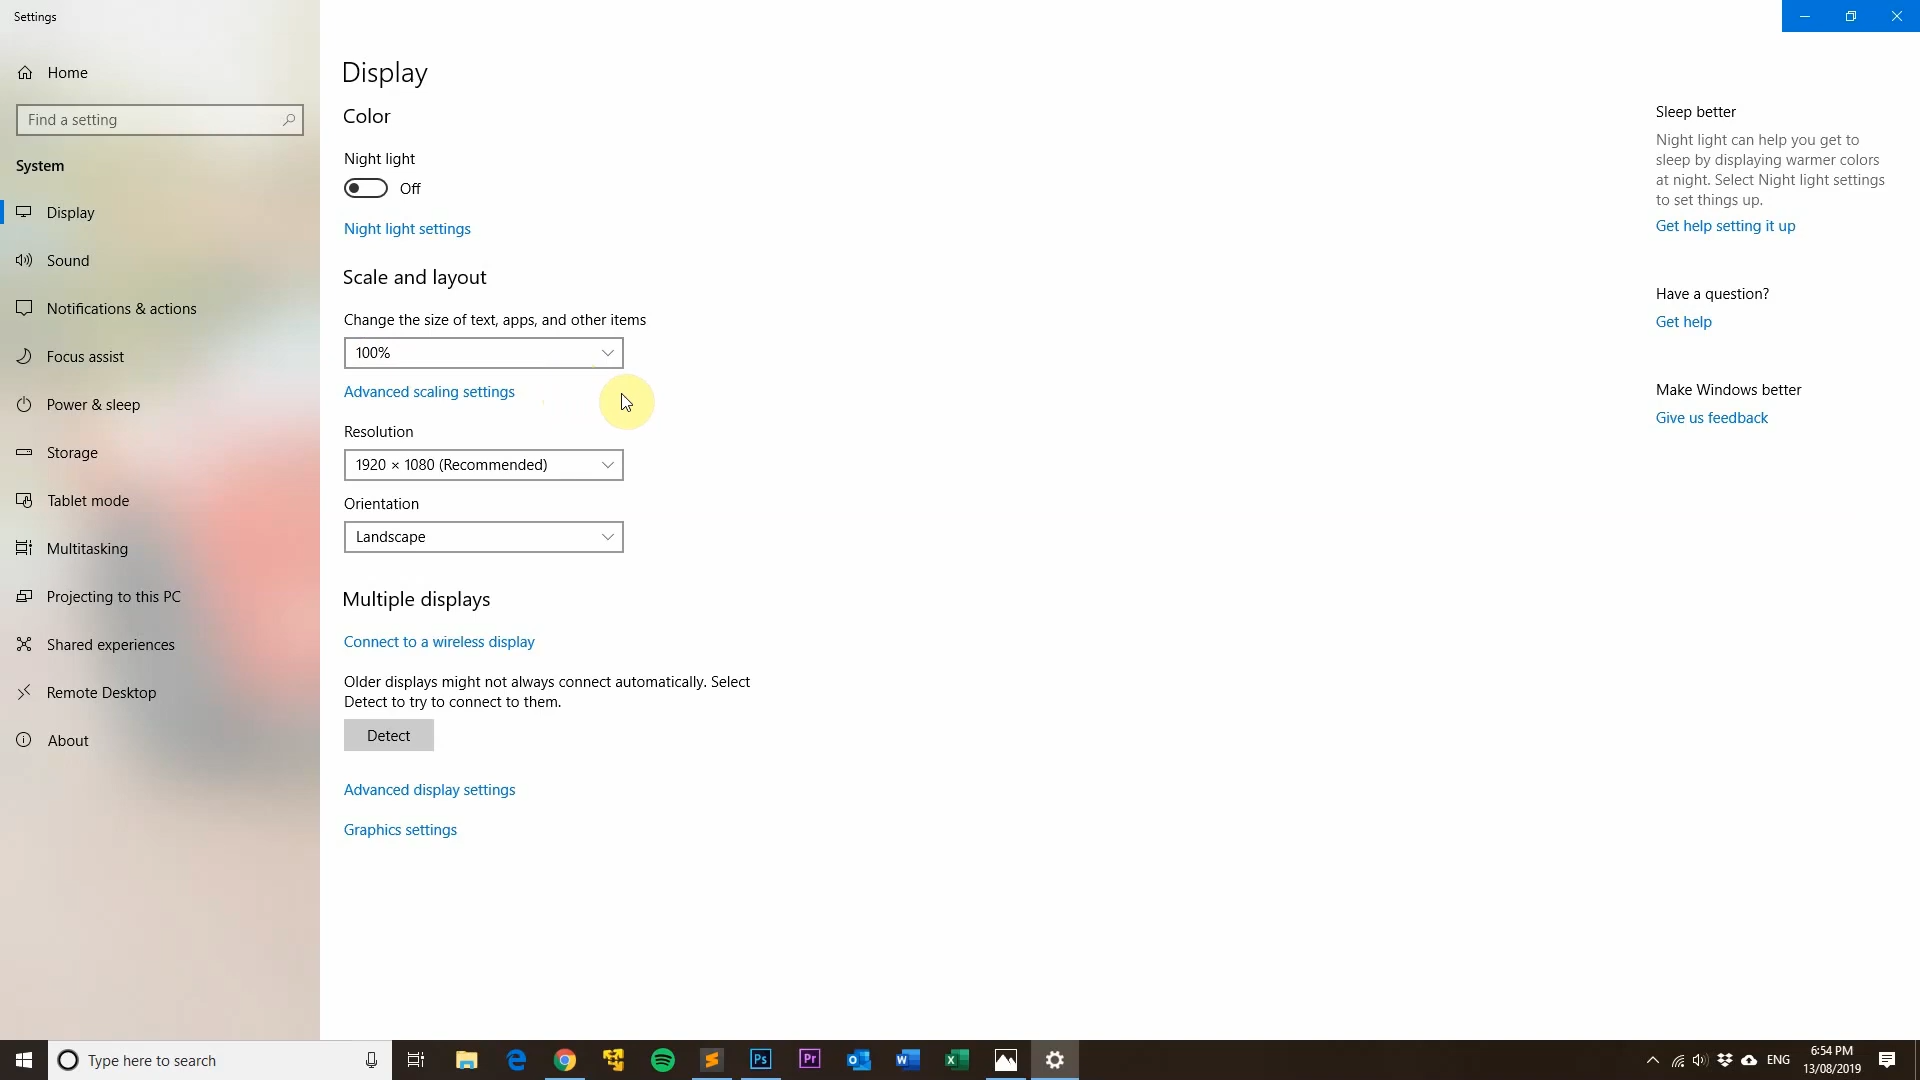 Settings
Home
Find a setting
System
Display
Sound
Notifications & actions
Focus assist
Power & sleep
Storage
Tablet mode
Multitasking
Projecting to this PC
Shared experiences
Remote Desktop
About
Display
Color
Night light
Off
Night light settings
Scale and layout
Change the size of text, apps, and other items
100%
Advanced scaling settings
Resolution
1920 × 1080 (Recommended)
Orientation
Landscape
Multiple displays
Connect to a wireless display
Older displays might not always connect automatically. Select
Detect to try to connect to them.
Detect
Advanced display settings
Graphics settings
Sleep better
Night light can help you get to
sleep by displaying warmer colors
at night. Select Night light settings
to set things up.
Get help setting it up
Have a question?
Get help
Make Windows better
Give us feedback
Type here to search
Ps
Pr
ENG
6:54 PM
13/08/2019